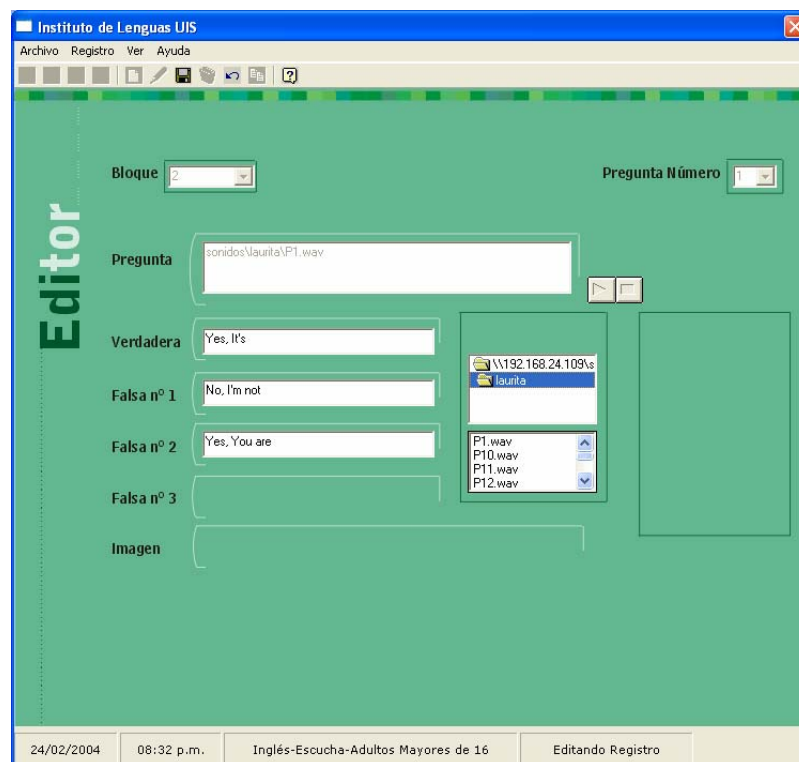 Instituto de Lenguas UIS
Archivo Registro Ver Ayuda
Editor
Bloque 2
Pregunta Número 1
Pregunta sonidos\laurita\P1.wav
Verdadera Yes, It's
Falsa nº 1 No, I'm not
Falsa nº 2 Yes, You are
Falsa nº 3
\\192.168.24.109\s
laurita
P1.wav
P10.wav
P11.wav
P12.wav
Imagen
24/02/2004 08:32 p.m. Inglés-Escucha-Adultos Mayores de 16 Editando Registro